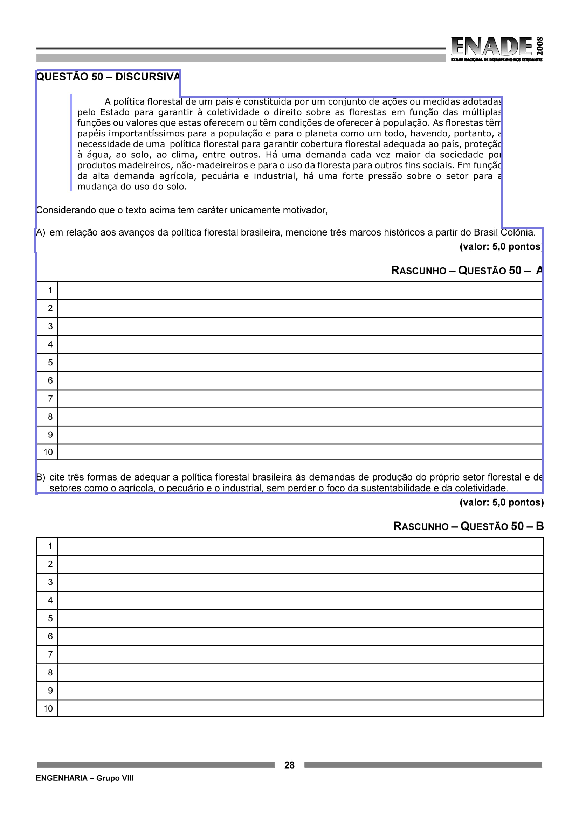 ENADE 2008
EXAME NACIONAL DE DESEMPENHO DOS ESTUDANTES
QUESTÃO 50 – DISCURSIVA
A política florestal de um país é constituída por um conjunto de ações ou medidas adotadas
pelo Estado para garantir à coletividade o direito sobre as florestas em função das múltiplas
funções ou valores que estas oferecem ou têm condições de oferecer à população. As florestas têm
papéis importantíssimos para a população e para o planeta como um todo, havendo, portanto, a
necessidade de uma política florestal para garantir cobertura florestal adequada ao país, proteção
à água, ao solo, ao clima, entre outros. Há uma demanda cada vez maior da sociedade por
produtos madeireiros, não-madeireiros e para o uso da floresta para outros fins sociais. Em função
da alta demanda agrícola, pecuária e industrial, há uma forte pressão sobre o setor para a
mudança do uso do solo.
Considerando que o texto acima tem caráter unicamente motivador,
A) em relação aos avanços da política florestal brasileira, mencione três marcos históricos a partir do Brasil Colônia.
(valor: 5,0 pontos
RASCUNHO – QUESTÃO 50 – A
1
2
3
4
5
6
7
8
9
10
B) cite três formas de adequar a política florestal brasileira às demandas de produção do próprio setor florestal e de
setores como o agrícola, o pecuário e o industrial, sem perder o foco da sustentabilidade e da coletividade.
(valor: 5,0 pontos)
RASCUNHO – QUESTÃO 50 – B
1
2
3
4
5
6
7
8
9
10
28
ENGENHARIA – Grupo VIII